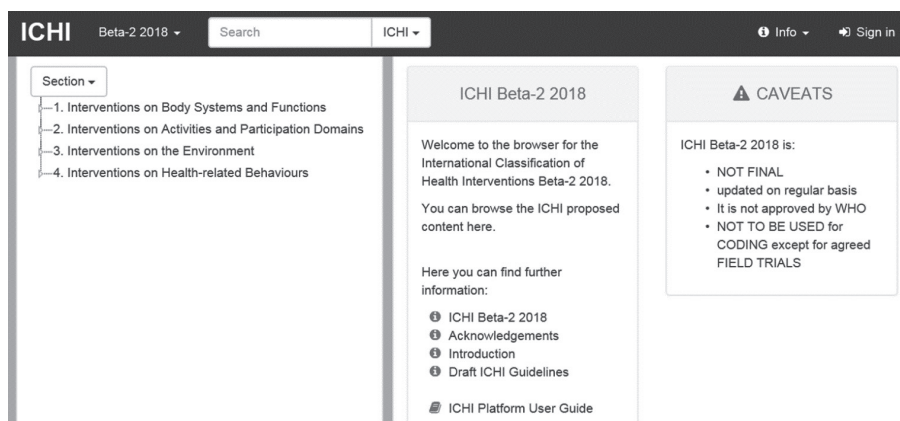 ICHI Beta-2 2018 Search ICHI Info Sign in
Section
1. Interventions on Body Systems and Functions
2. Interventions on Activities and Participation Domains
3. Interventions on the Environment
4. Interventions on Health-related Behaviours
ICHI Beta-2 2018
Welcome to the browser for the
International Classification of
Health Interventions Beta-2 2018.
You can browse the ICHI proposed
content here.
Here you can find further
information:
ICHI Beta-2 2018
Acknowledgements
Introduction
Draft ICHI Guidelines
ICHI Platform User Guide
CAVEATS
ICHI Beta-2 2018 is:
• NOT FINAL
• updated on regular basis
• It is not approved by WHO
• NOT TO BE USED for
CODING except for agreed
FIELD TRIALS